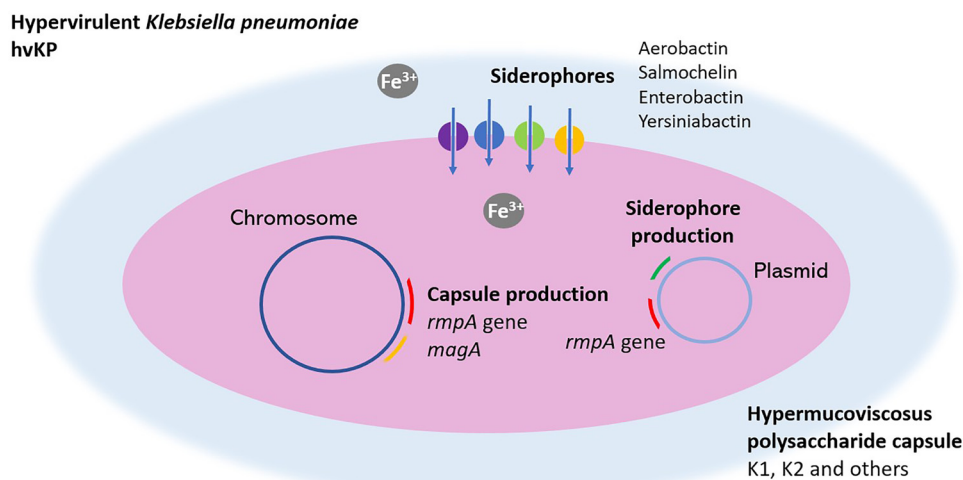 Hypervirulent Klebsiella pneumoniae
hvKP
Fe3+
Siderophores
Aerobactin
Salmochelin
Enterobactin
Yersiniabactin
Fe3+
Chromosome
Capsule production
rmpA gene
magA
Siderophore
production
Plasmid
rmpA gene
Hypermucoviscosus
polysaccharide capsule
K1, K2 and others